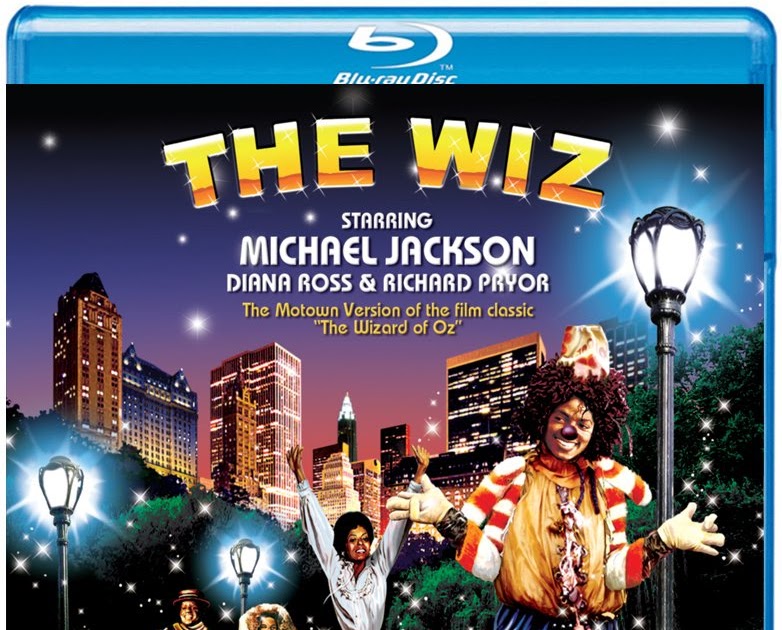 Blu-ray Disc
TM
THE WIZ
STARRING
MICHAEL JACKSON
DIANA ROSS & RICHARD PRYOR
The Motown Version of the film classic
"The Wizard of Oz"